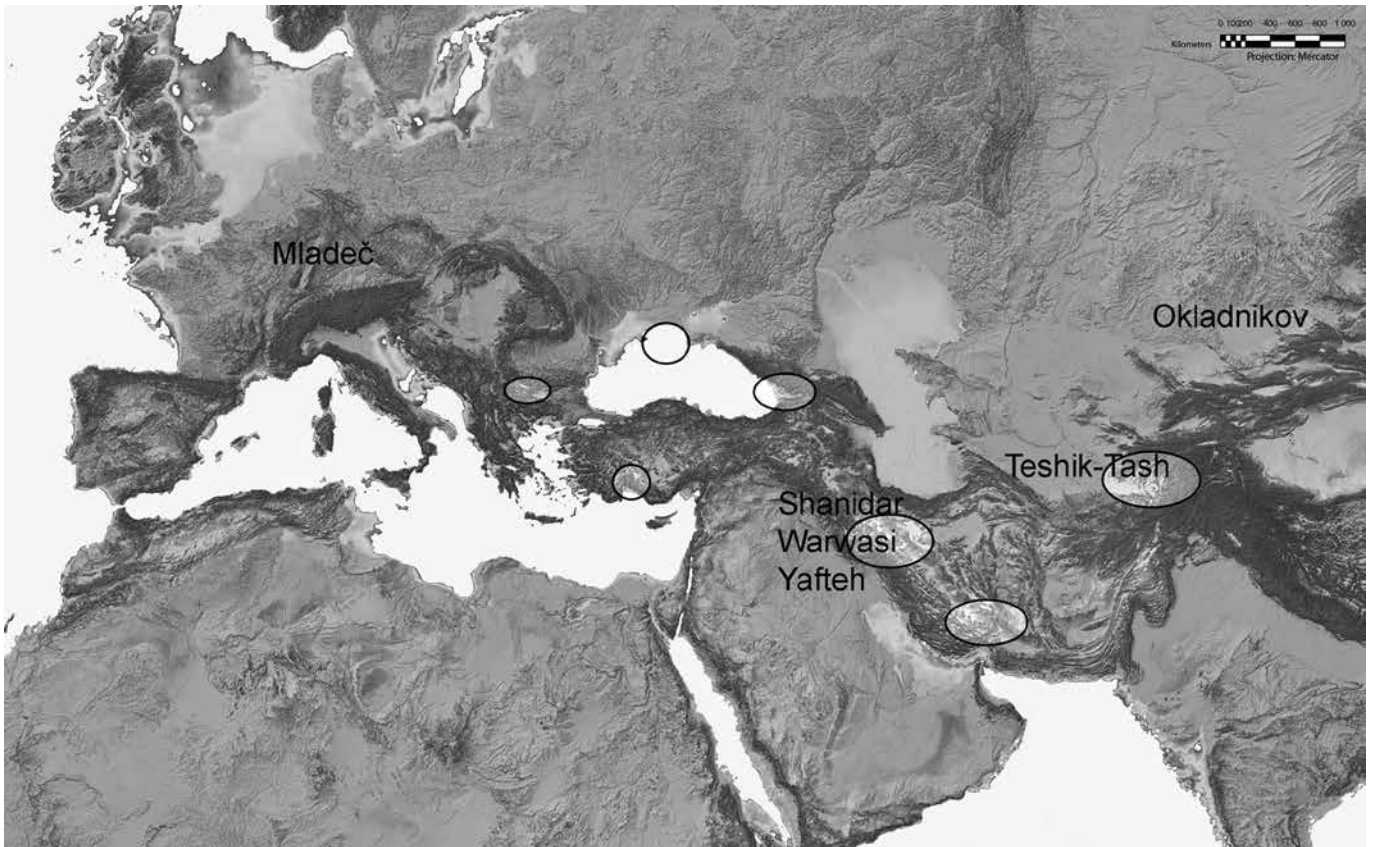 0 100200 400 600 800 1 000
Kilometers
Projection: Mercator
Mladeč
Okladnikov
Teshik-Tash
Shanidar
Warwasi
Yafteh